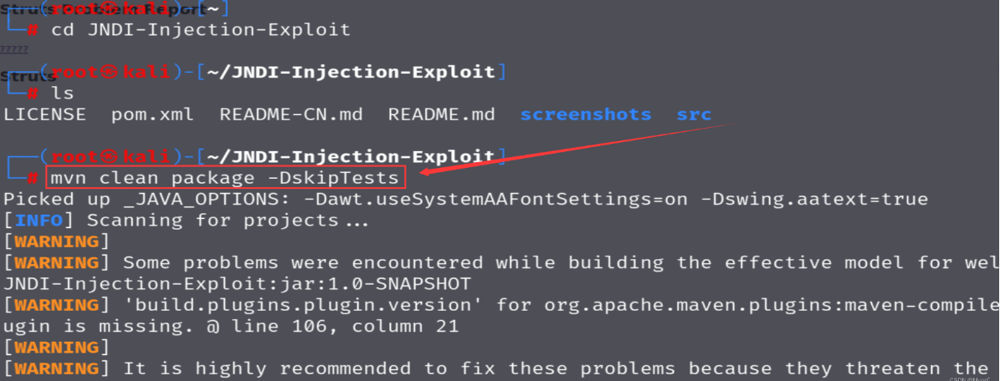 Struts Problem Report
┌──(root㉿kali)-[~]
└─# cd JNDI-Injection-Exploit
?????
Struts
┌──(root㉿kali)-[~/JNDI-Injection-Exploit]
└─# ls
LICENSE pom.xml README-CN.md README.md screenshots src
┌──(root㉿kali)-[~/JNDI-Injection-Exploit]
└─# mvn clean package -DskipTests
Picked up _JAVA_OPTIONS: -Dawt.useSystemAAFontSettings=on -Dswing.aatext=true
[INFO] Scanning for projects...
[WARNING]
[WARNING] Some problems were encountered while building the effective model for wel
JNDI-Injection-Exploit:jar:1.0-SNAPSHOT
[WARNING] 'build.plugins.plugin.version' for org.apache.maven.plugins:maven-compile
ugin is missing. @ line 106, column 21
[WARNING]
[WARNING] It is highly recommended to fix these problems because they threaten the